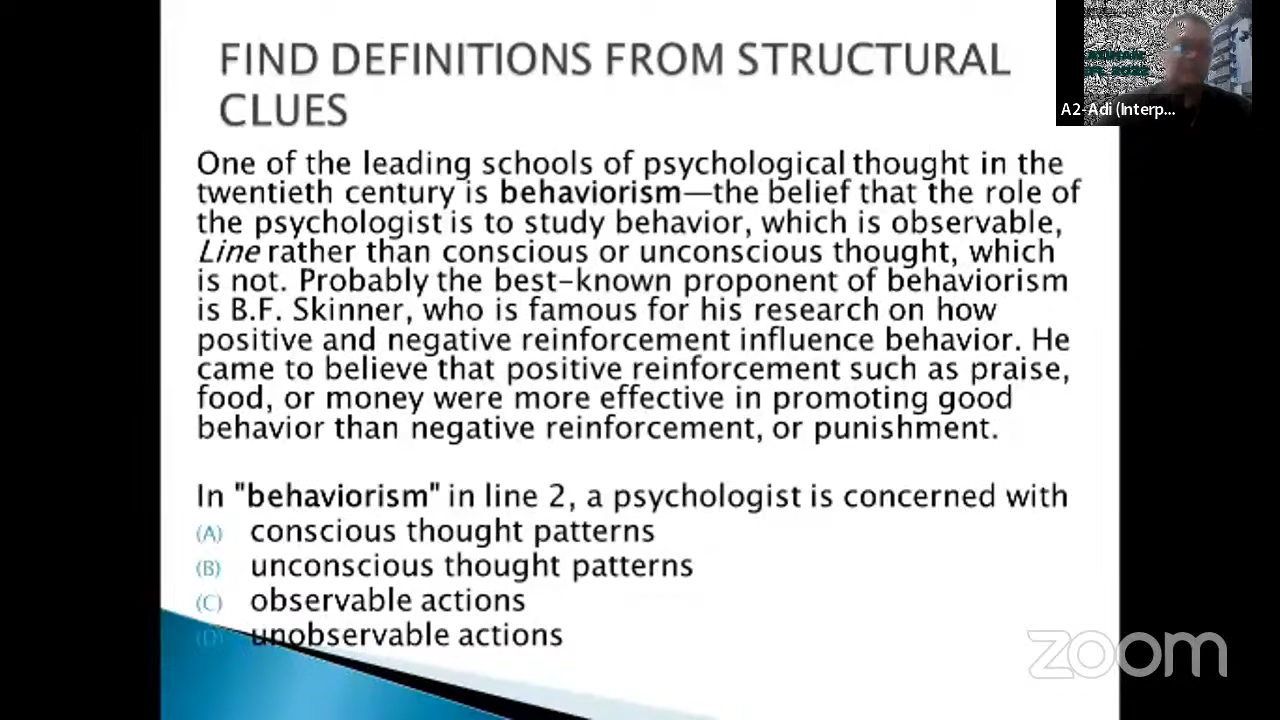 FIND DEFINITIONS FROM STRUCTURAL
CLUES
A2-Adi (Interp...
One of the leading schools of psychological thought in the
twentieth century is behaviorism—the belief that the role of
the psychologist is to study behavior, which is observable,
Line rather than conscious or unconscious thought, which
is not. Probably the best-known proponent of behaviorism
is B.F. Skinner, who is famous for his research on how
positive and negative reinforcement influence behavior. He
came to believe that positive reinforcement such as praise,
food, or money were more effective in promoting good
behavior than negative reinforcement, or punishment.
In "behaviorism" in line 2, a psychologist is concerned with
(A) conscious thought patterns
(B) unconscious thought patterns
(C) observable actions
(D) unobservable actions
zoom